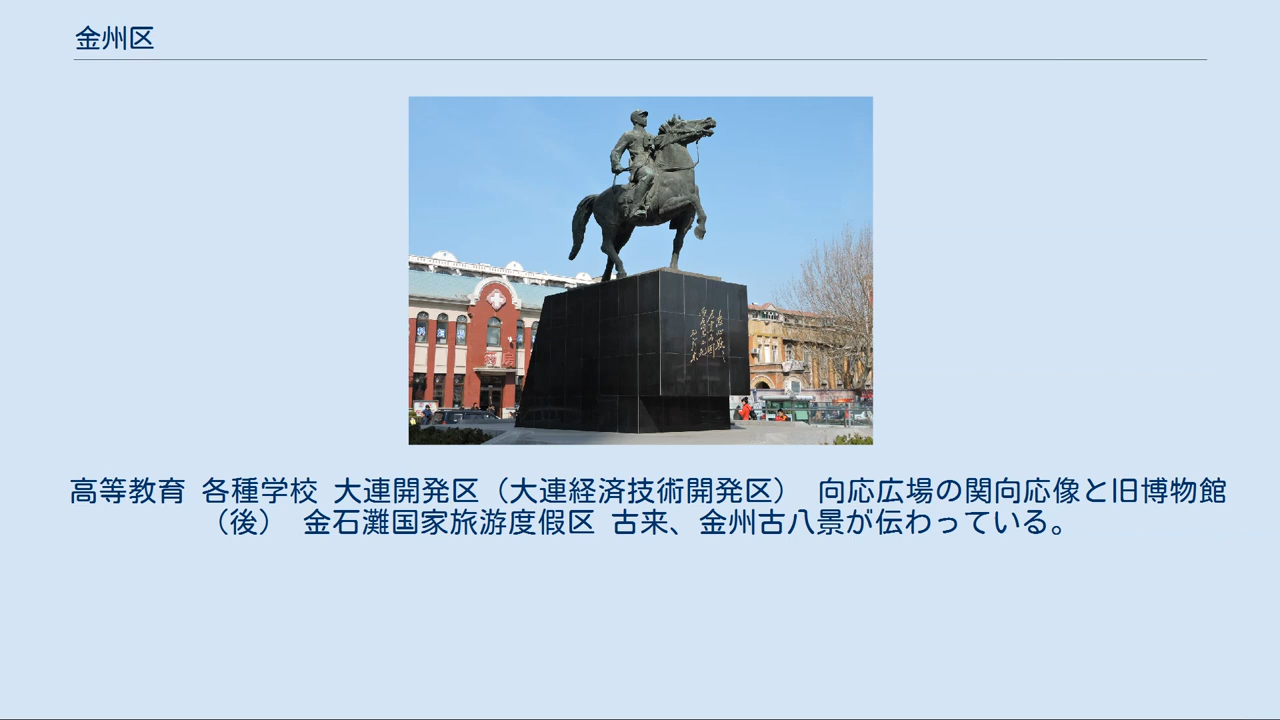 金州区
高等教育 各種学校 大連開発区（大連経済技術開発区） 向応広場の関向応像と旧博物館
（後） 金石灘国家旅游度假区 古来、金州古八景が伝わっている。